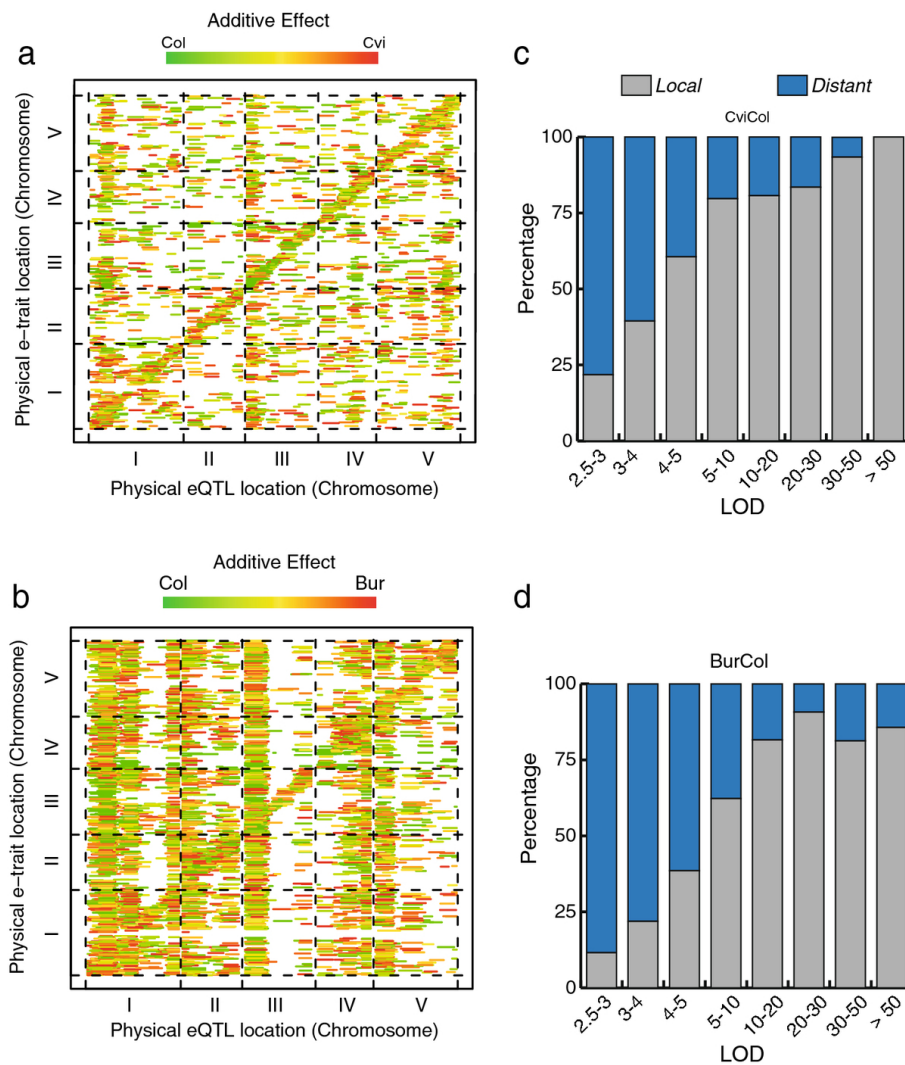 a
Additive Effect
Col Cvi
Physical e−trait location (Chromosome)
V
IV
III
II
I
I II III IV V
Physical eQTL location (Chromosome)
c
Local Distant
CviCol
Percentage
100
75
50
25
0
2.5-3 3-4 4-5 5-10 10-20 20-30 30-50 > 50
LOD
b
Additive Effect
Col Bur
Physical e−trait location (Chromosome)
V
IV
III
II
I
I II III IV V
Physical eQTL location (Chromosome)
d
BurCol
Percentage
100
75
50
25
0
2.5-3 3-4 4-5 5-10 10-20 20-30 30-50 > 50
LOD